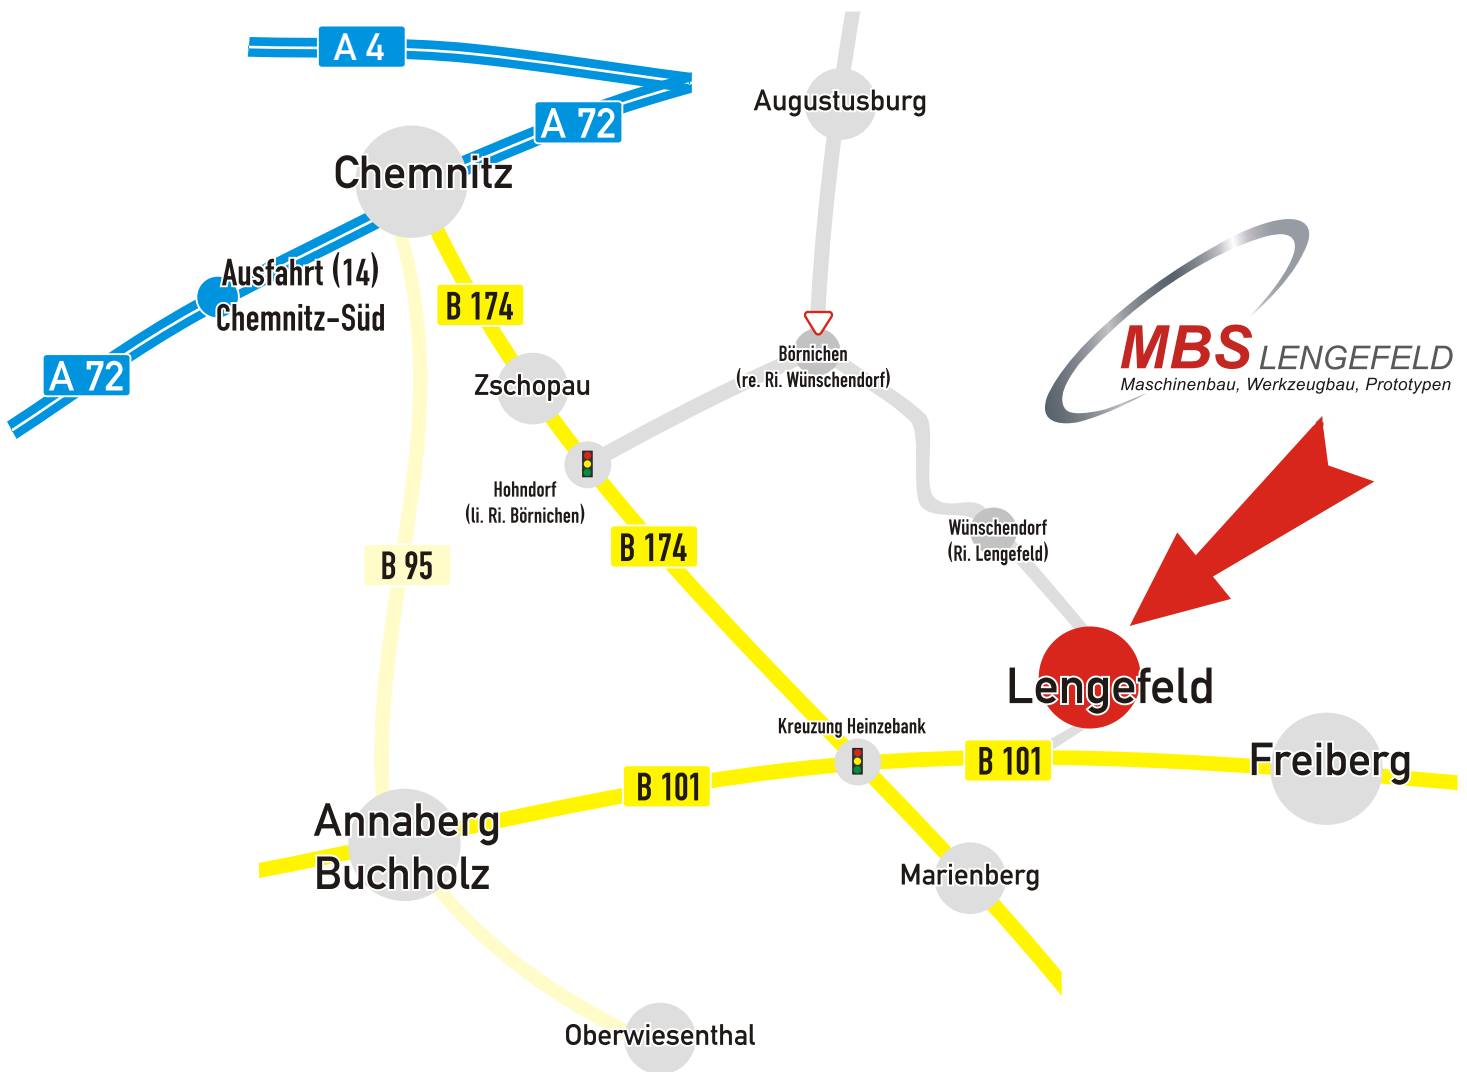 A 4
Augustusburg
A 72
Chemnitz
Ausfahrt (14)
Chemnitz-Süd
B 174
MBS LENGEFELD
Maschinenbau, Werkzeugbau, Prototypen
Börnichen
(re. Ri. Wünschendorf)
A 72
Zschopau
Hohndorf
(li. Ri. Börnichen)
Wünschendorf
(Ri. Lengefeld)
B 174
B 95
Lengefeld
Kreuzung Heinzebank
B 101
Freiberg
B 101
Annaberg
Buchholz
Marienberg
Oberwiesenthal